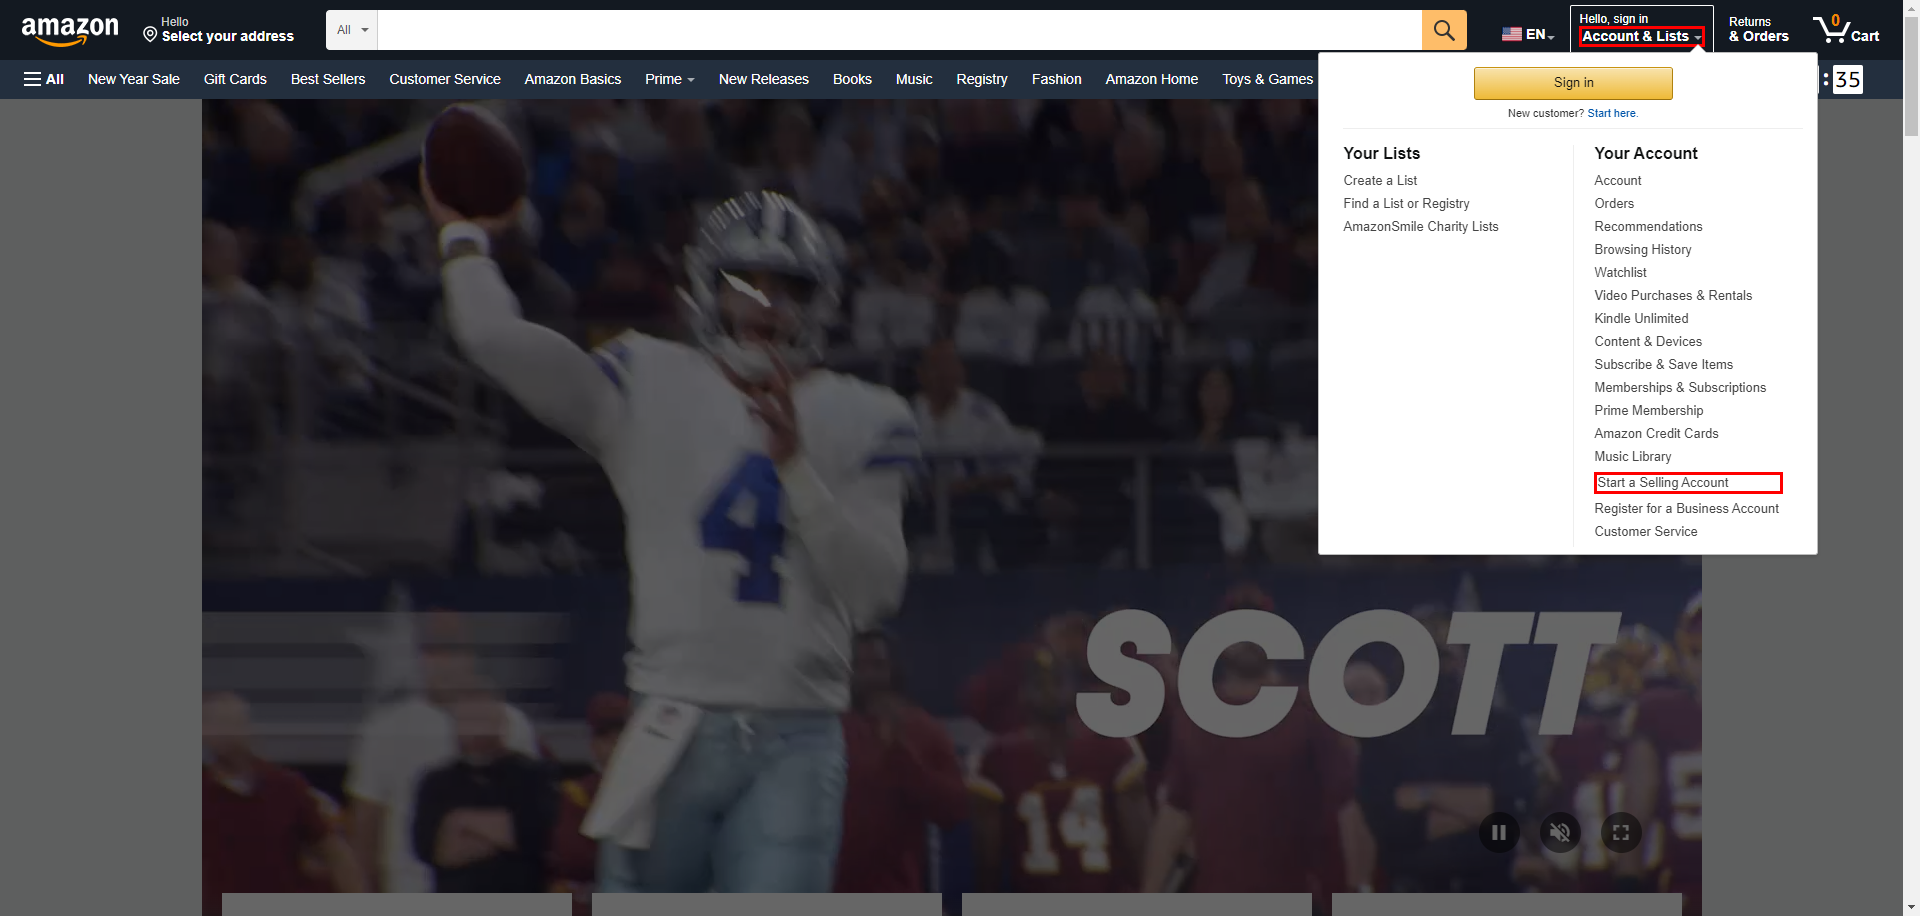 amazon
Hello
Select your address
All
EN
Hello, sign in
Account & Lists
Returns
& Orders
0
Cart
All
New Year Sale
Gift Cards
Best Sellers
Customer Service
Amazon Basics
Prime
New Releases
Books
Music
Registry
Fashion
Amazon Home
Toys & Games
: 35
Sign in
New customer? Start here.
Your Lists
Create a List
Find a List or Registry
AmazonSmile Charity Lists
Your Account
Account
Orders
Recommendations
Browsing History
Watchlist
Video Purchases & Rentals
Kindle Unlimited
Content & Devices
Subscribe & Save Items
Memberships & Subscriptions
Prime Membership
Amazon Credit Cards
Music Library
Start a Selling Account
Register for a Business Account
Customer Service
4
SCOTT
14
5